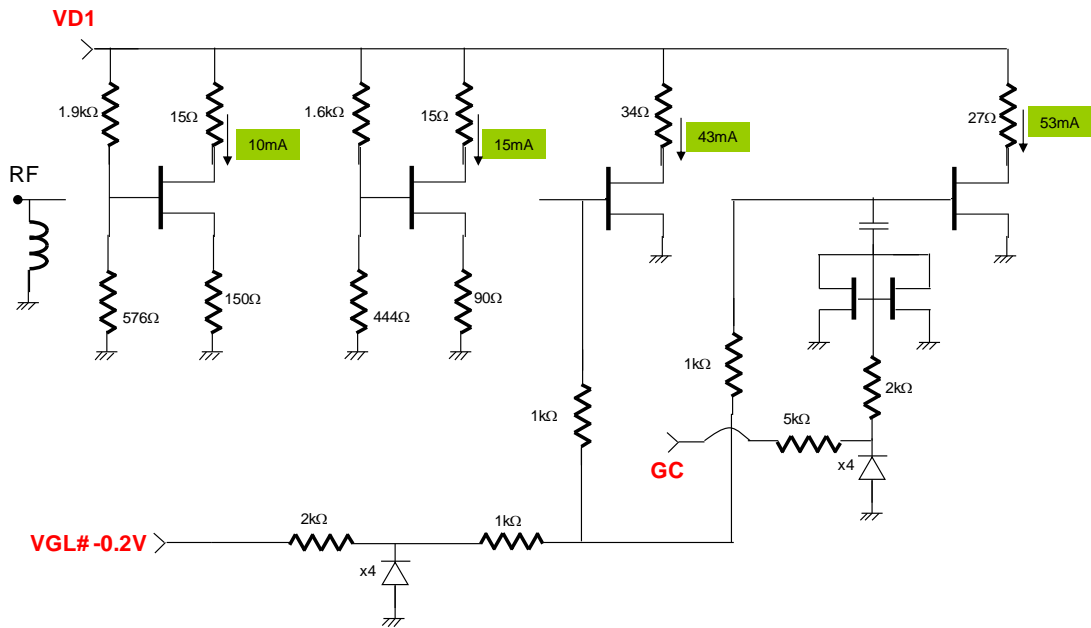 VD1
1.9kΩ
15Ω
10mA
1.6kΩ
15Ω
15mA
34Ω
43mA
27Ω
53mA
RF
576Ω
150Ω
444Ω
90Ω
1kΩ
1kΩ
2kΩ
5kΩ
GC
x4
VGL# -0.2V
2kΩ
1kΩ
x4